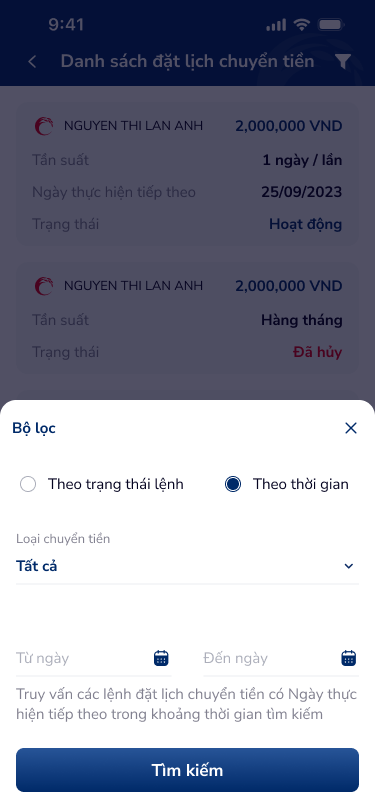 9:41
Danh sách đặt lịch chuyển tiền
NGUYEN THI LAN ANH 2,000,000 VND
Tần suất 1 ngày / lần
Ngày thực hiện tiếp theo 25/09/2023
Trạng thái Hoạt động
NGUYEN THI LAN ANH 2,000,000 VND
Tần suất Hàng tháng
Trạng thái Đã hủy
Bộ lọc
Theo trạng thái lệnh Theo thời gian
Loại chuyển tiền
Tất cả
Từ ngày Đến ngày
Truy vấn các lệnh đặt lịch chuyển tiền có Ngày thực
hiện tiếp theo trong khoảng thời gian tìm kiếm
Tìm kiếm